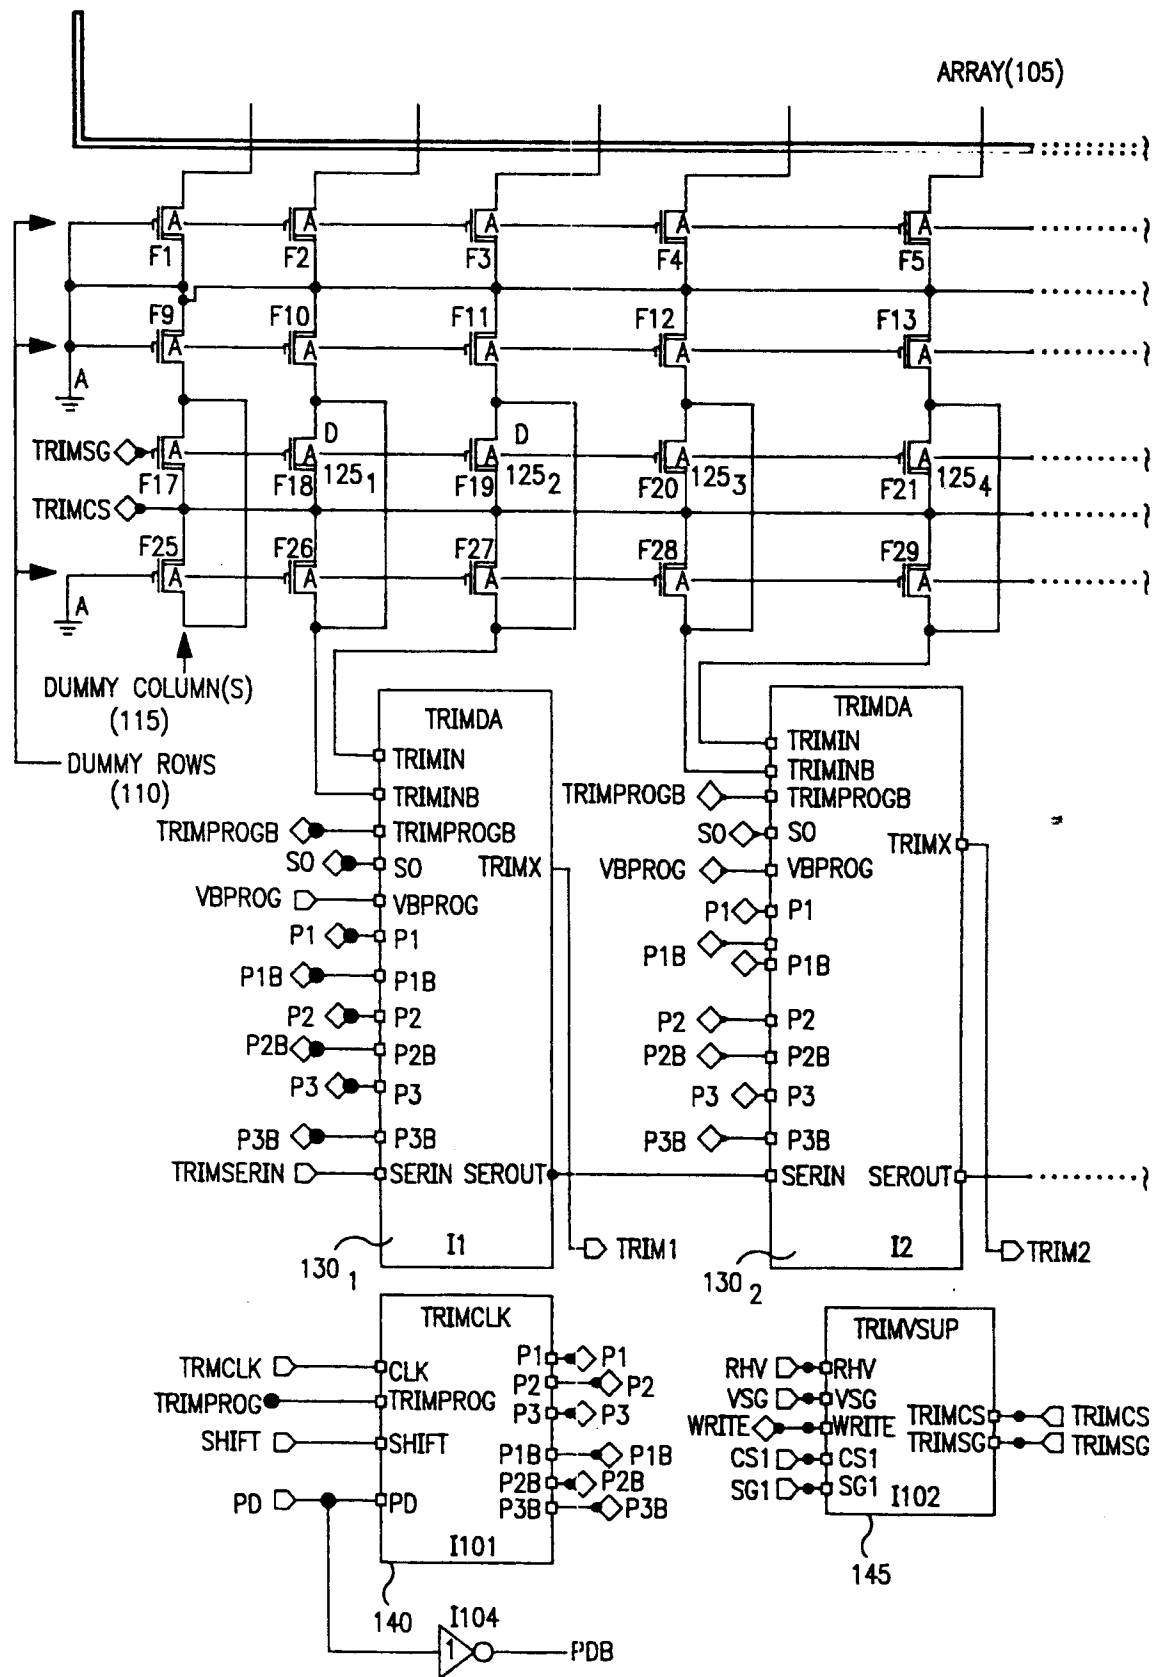 ARRAY(105)
A A A A A
F1 F2 F3 F4 F5
F9 F10 F11 F12 F13
A A A A A
A
D D
TRIMSG A A A A A
F17 F18 125 1 F19 125 2 F20 125 3 F21 125 4
TRIMCS
F25 F26 F27 F28 F29
A A A A A
A
DUMMY COLUMN(S)
(115)
DUMMY ROWS
(110)
TRIMDA
TRIMIN
TRIMINB
TRIMPROGB TRIMPROGB
SO SO TRIMX
VBPROG VBPROG
P1 P1
P1B P1B
P2 P2
P2B P2B
P3 P3
P3B P3B
TRIMSERIN SERIN SEROUT
I1 TRIM1
130 1
TRIMDA
TRIMIN
TRIMINB
TRIMPROGB TRIMPROGB
SO SO TRIMX
VBPROG VBPROG
P1 P1
P1B P1B
P2 P2
P2B P2B
P3 P3
P3B P3B
SERIN SEROUT
I2 TRIM2
130 2
TRIMCLK
P1 P1
TRMCLK CLK P2 P2
TRIMPROG TRIMPROG P3 P3
SHIFT SHIFT P1B P1B
P2B P2B
PD PD P3B P3B
I101
140
I104
1 PDB
TRIMVSUP
RHV RHV
VSG VSG
WRITE WRITE TRIMCS TRIMCS
CS1 CS1 TRIMSG TRIMSG
SG1 SG1
I102
145